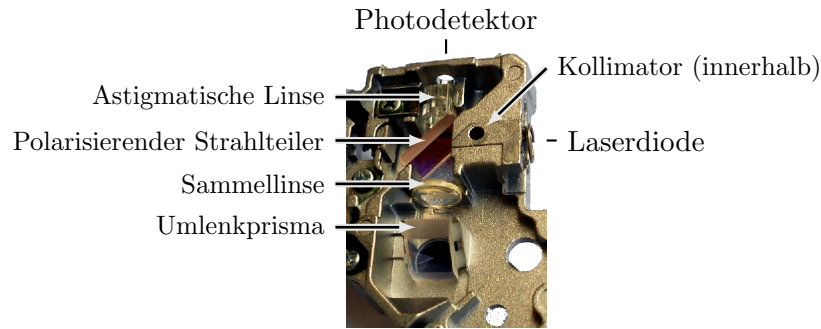 Photodetektor
Kollimator (innerhalb)
Astigmatische Linse
Polarisierender Strahlteiler
Laserdiode
Sammellinse
Umlenkprisma